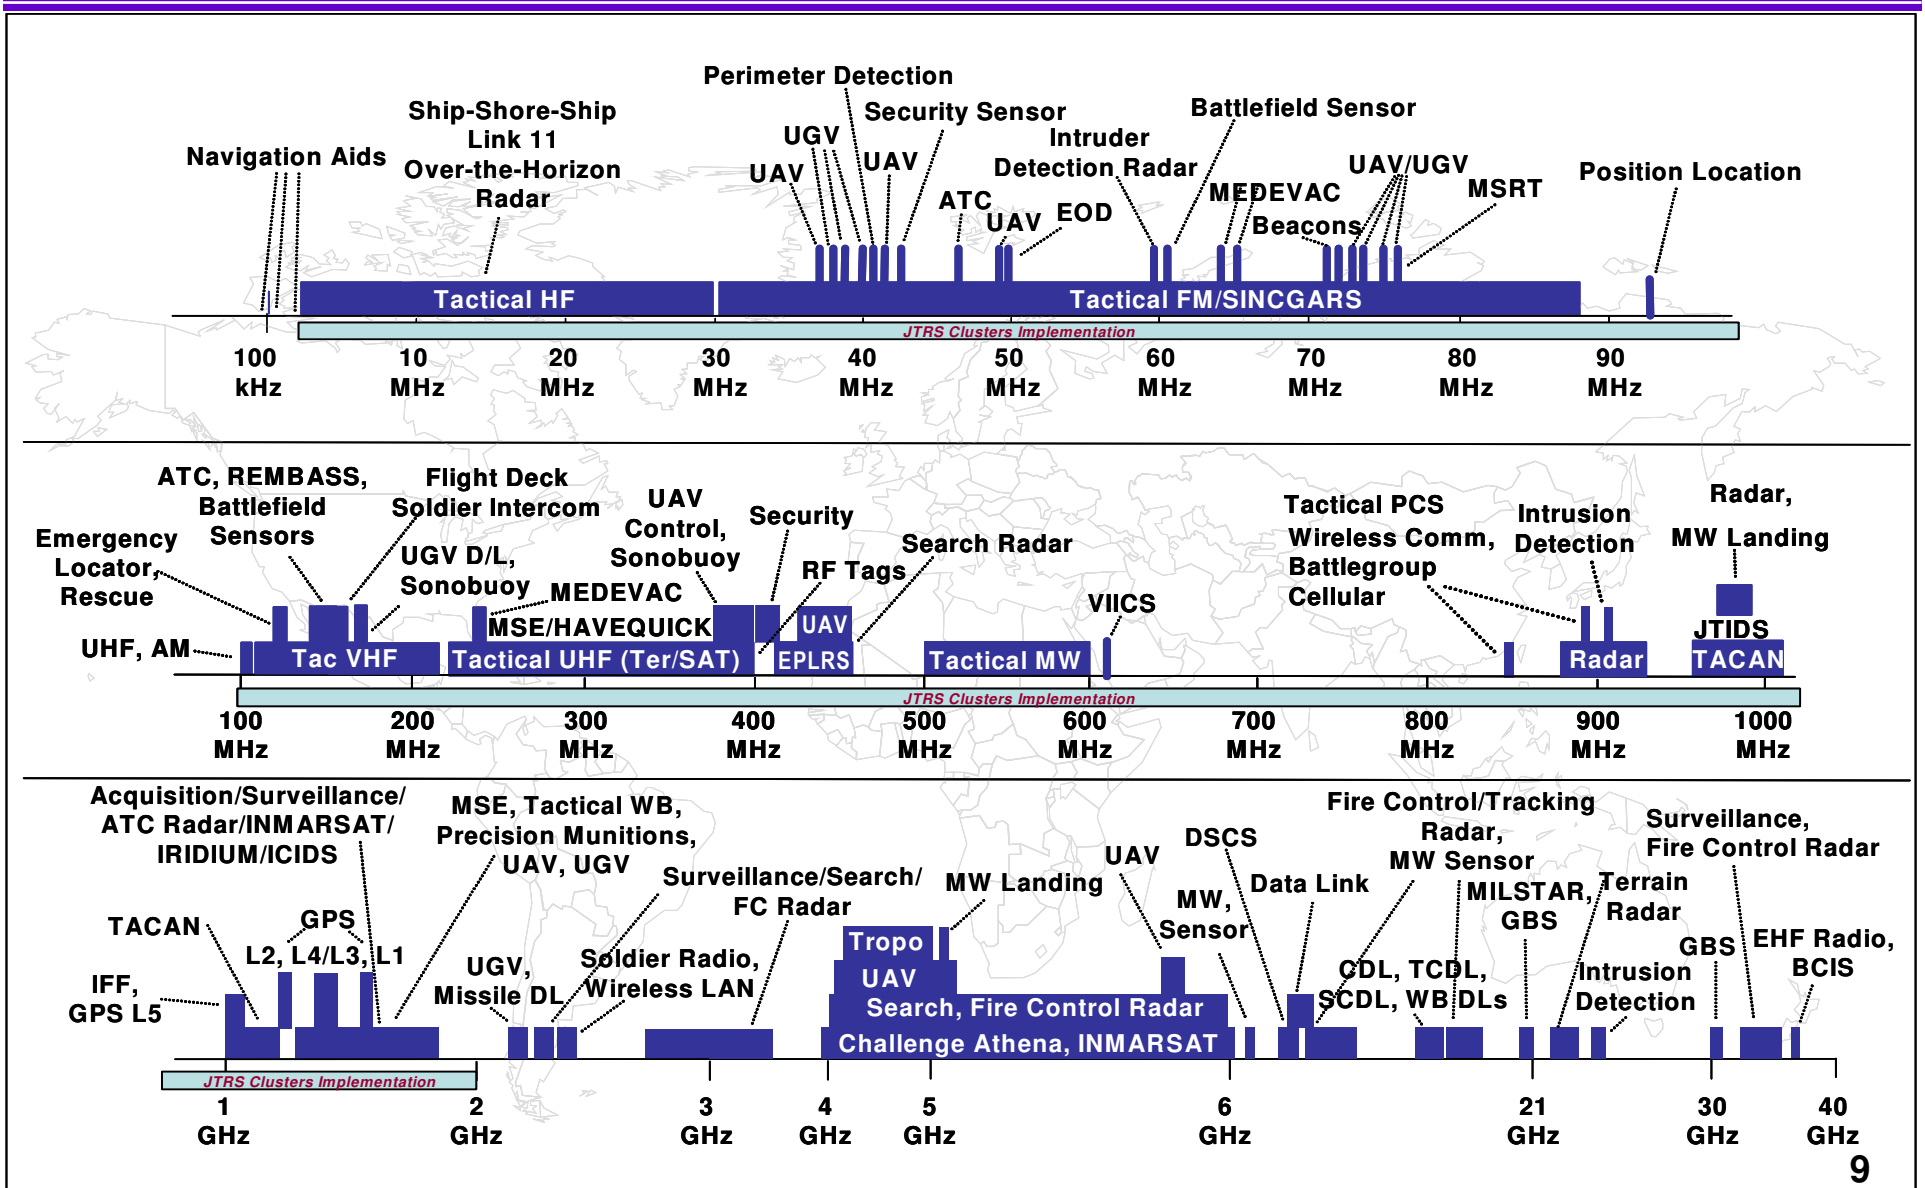 Perimeter Detection
Ship-Shore-Ship
Link 11
Over-the-Horizon
Radar
Navigation Aids
UGV
UAV
Security Sensor
UAV
Intruder
Detection Radar
Battlefield Sensor
ATC
UAV
EOD
MEDEVAC
Beacons
UAV/UGV
MSRT
Position Location
Tactical HF
Tactical FM/SINCGARS
JTRS Clusters Implementation
100
kHz
10
MHz
20
MHz
30
MHz
40
MHz
50
MHz
60
MHz
70
MHz
80
MHz
90
MHz
ATC, REMBASS,
Battlefield
Sensors
Flight Deck
Soldier Intercom
Emergency
Locator,
Rescue
UGV D/L,
Sonobuoy
UAV
Control,
Sonobuoy
Security
RF Tags
Search Radar
MEDEVAC
MSE/HAVEQUICK
UHF, AM
Tac VHF
Tactical UHF (Ter/SAT)
UAV
EPLRS
Tactical MW
VIICS
Tactical PCS
Wireless Comm,
Battlegroup
Cellular
Intrusion
Detection
Radar
Radar,
MW Landing
JTIDS
TACAN
JTRS Clusters Implementation
100
MHz
200
MHz
300
MHz
400
MHz
500
MHz
600
MHz
700
MHz
800
MHz
900
MHz
1000
MHz
Acquisition/Surveillance/
ATC Radar/INMARSAT/
IRIDIUM/ICIDS
MSE, Tactical WB,
Precision Munitions,
UAV, UGV
TACAN
GPS
L2, L4/L3, L1
IFF,
GPS L5
UGV,
Missile DL
Surveillance/Search/
FC Radar
Soldier Radio,
Wireless LAN
MW Landing
Tropo
UAV
Search, Fire Control Radar
Challenge Athena, INMARSAT
UAV
DSCS
MW,
Sensor
Data Link
Fire Control/Tracking
Radar,
MW Sensor
MILSTAR,
GBS
CDL, TCDL,
SCDL, WB DLs
Terrain
Radar
Intrusion
Detection
Surveillance,
Fire Control Radar
GBS
EHF Radio,
BCIS
JTRS Clusters Implementation
1
GHz
2
GHz
3
GHz
4
GHz
5
GHz
6
GHz
21
GHz
30
GHz
40
GHz
9